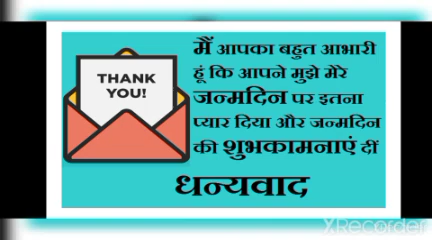 THANK
YOU!
मैं आपका बहुत आभारी
हूं कि आपने मुझे मेरे
जन्मदिन पर इतना
प्यार दिया और जन्मदिन
की शुभकामनाएं दीं
धन्यवाद
XRecorder